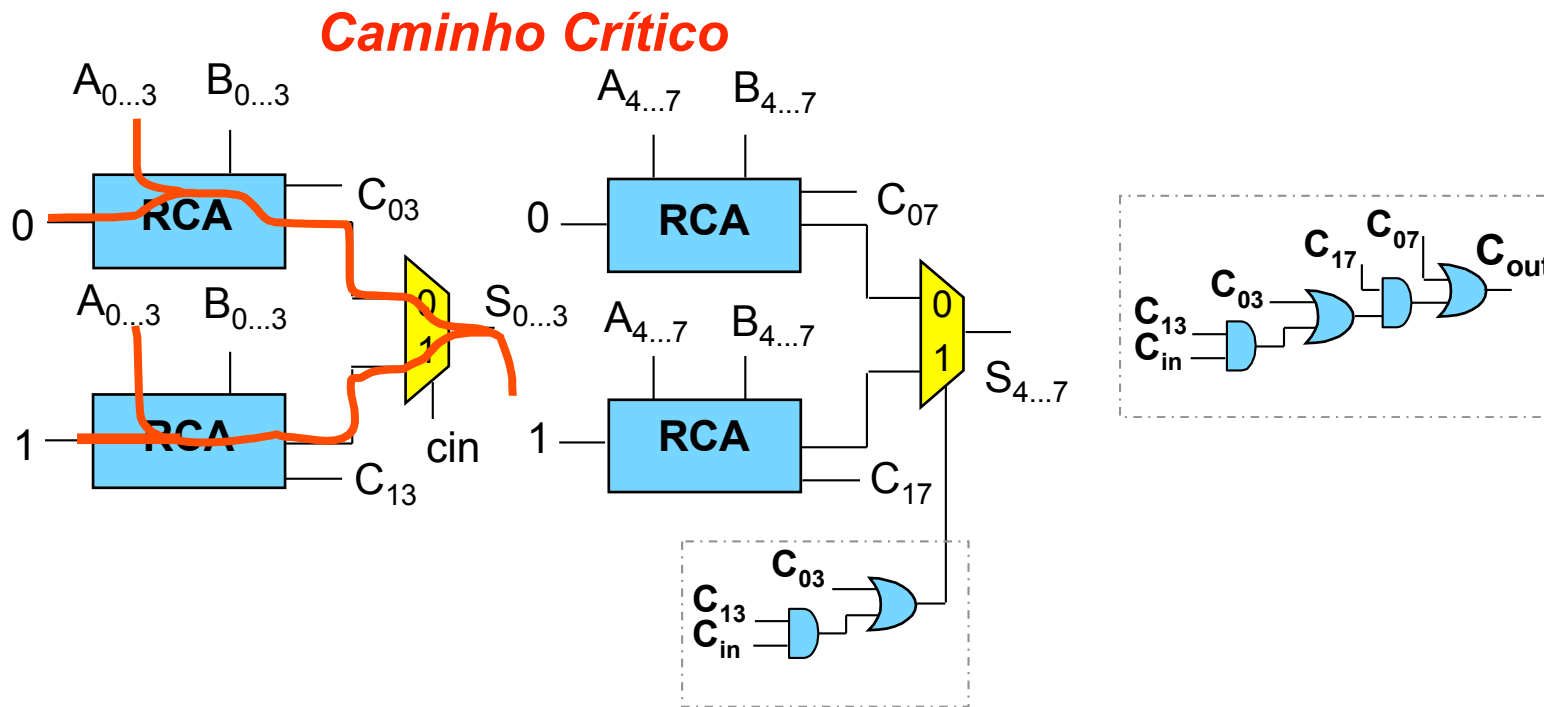 Caminho Crítico
A0...3 B0...3
0 RCA C03
A0...3 B0...3
1 RCA C13
0
1
S0...3
cin
A4...7 B4...7
0 RCA C07
A4...7 B4...7
1 RCA C17
0
1
S4...7
C03
C13
Cin
C07
C17
Cout
C03
C13
Cin